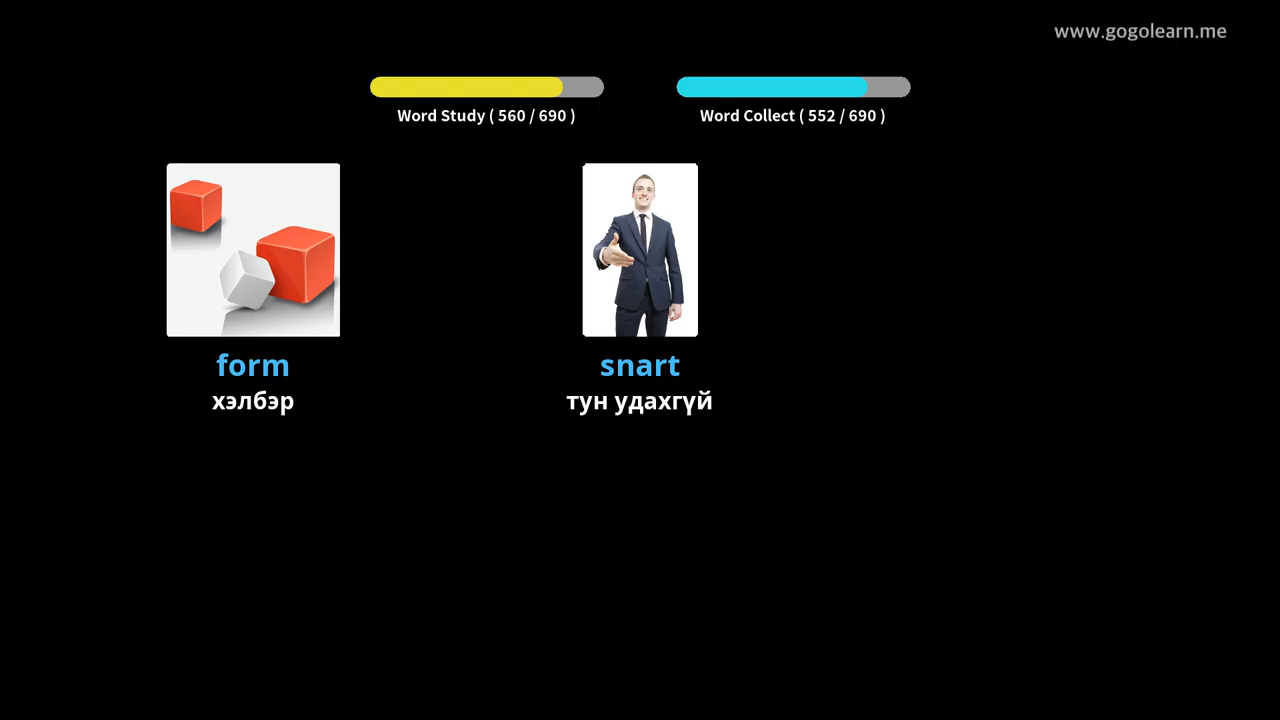 www.gogolearn.me
Word Study ( 560 / 690 )
Word Collect ( 552 / 690 )
form
хэлбэр
snart
тун удахгүй